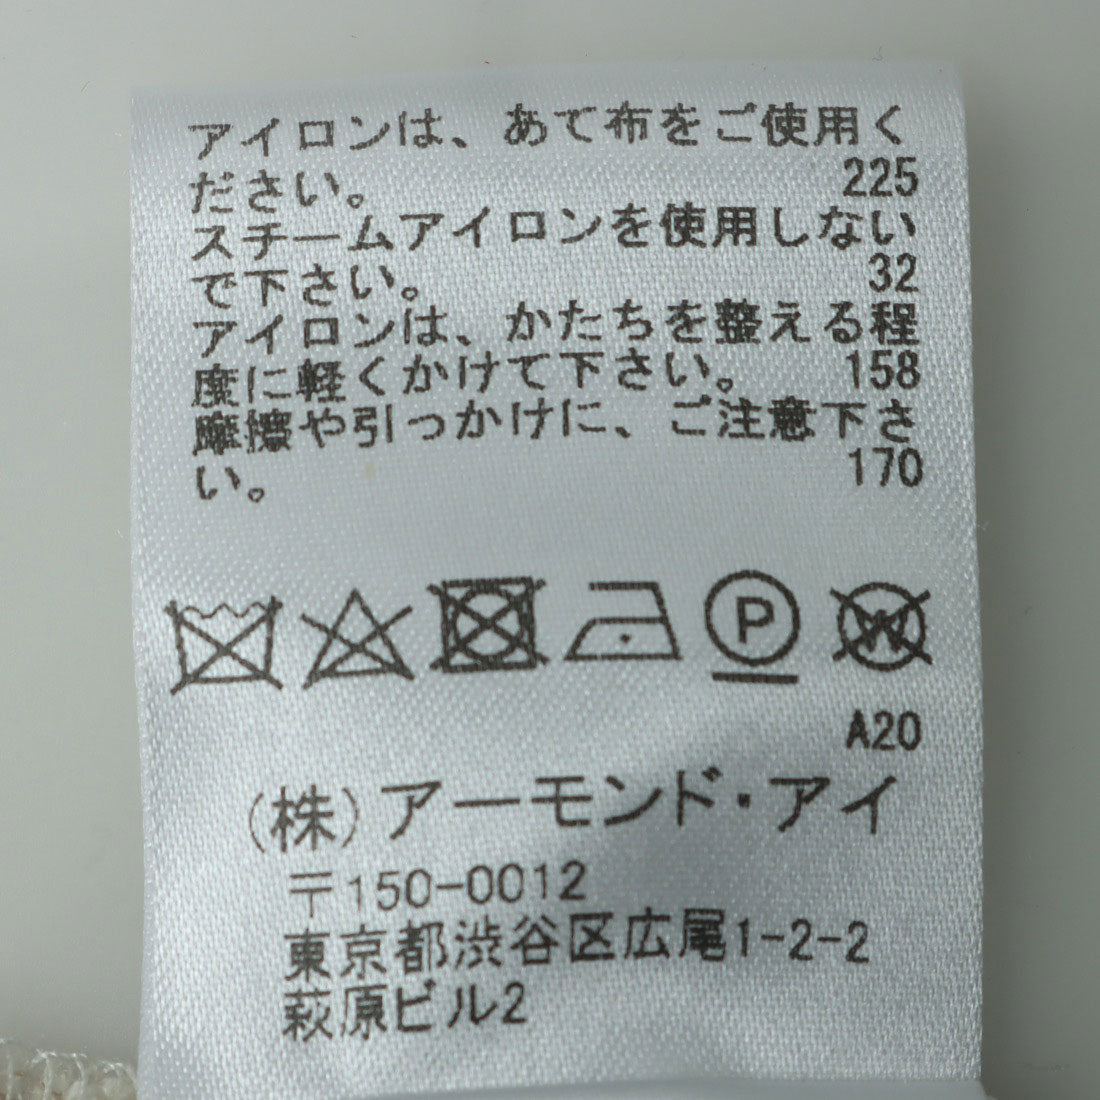 アイロンは、あて布をご使用く
ださい。 225
スチームアイロンを使用しない
で下さい。 32
アイロンは、かたちを整える程
度に軽くかけて下さい。 158
摩擦や引っかけに、ご注意下さ
い。 170
P W
A20
(株)アーモンド・アイ
〒150-0012
東京都渋谷区広尾1-2-2
萩原ビル2